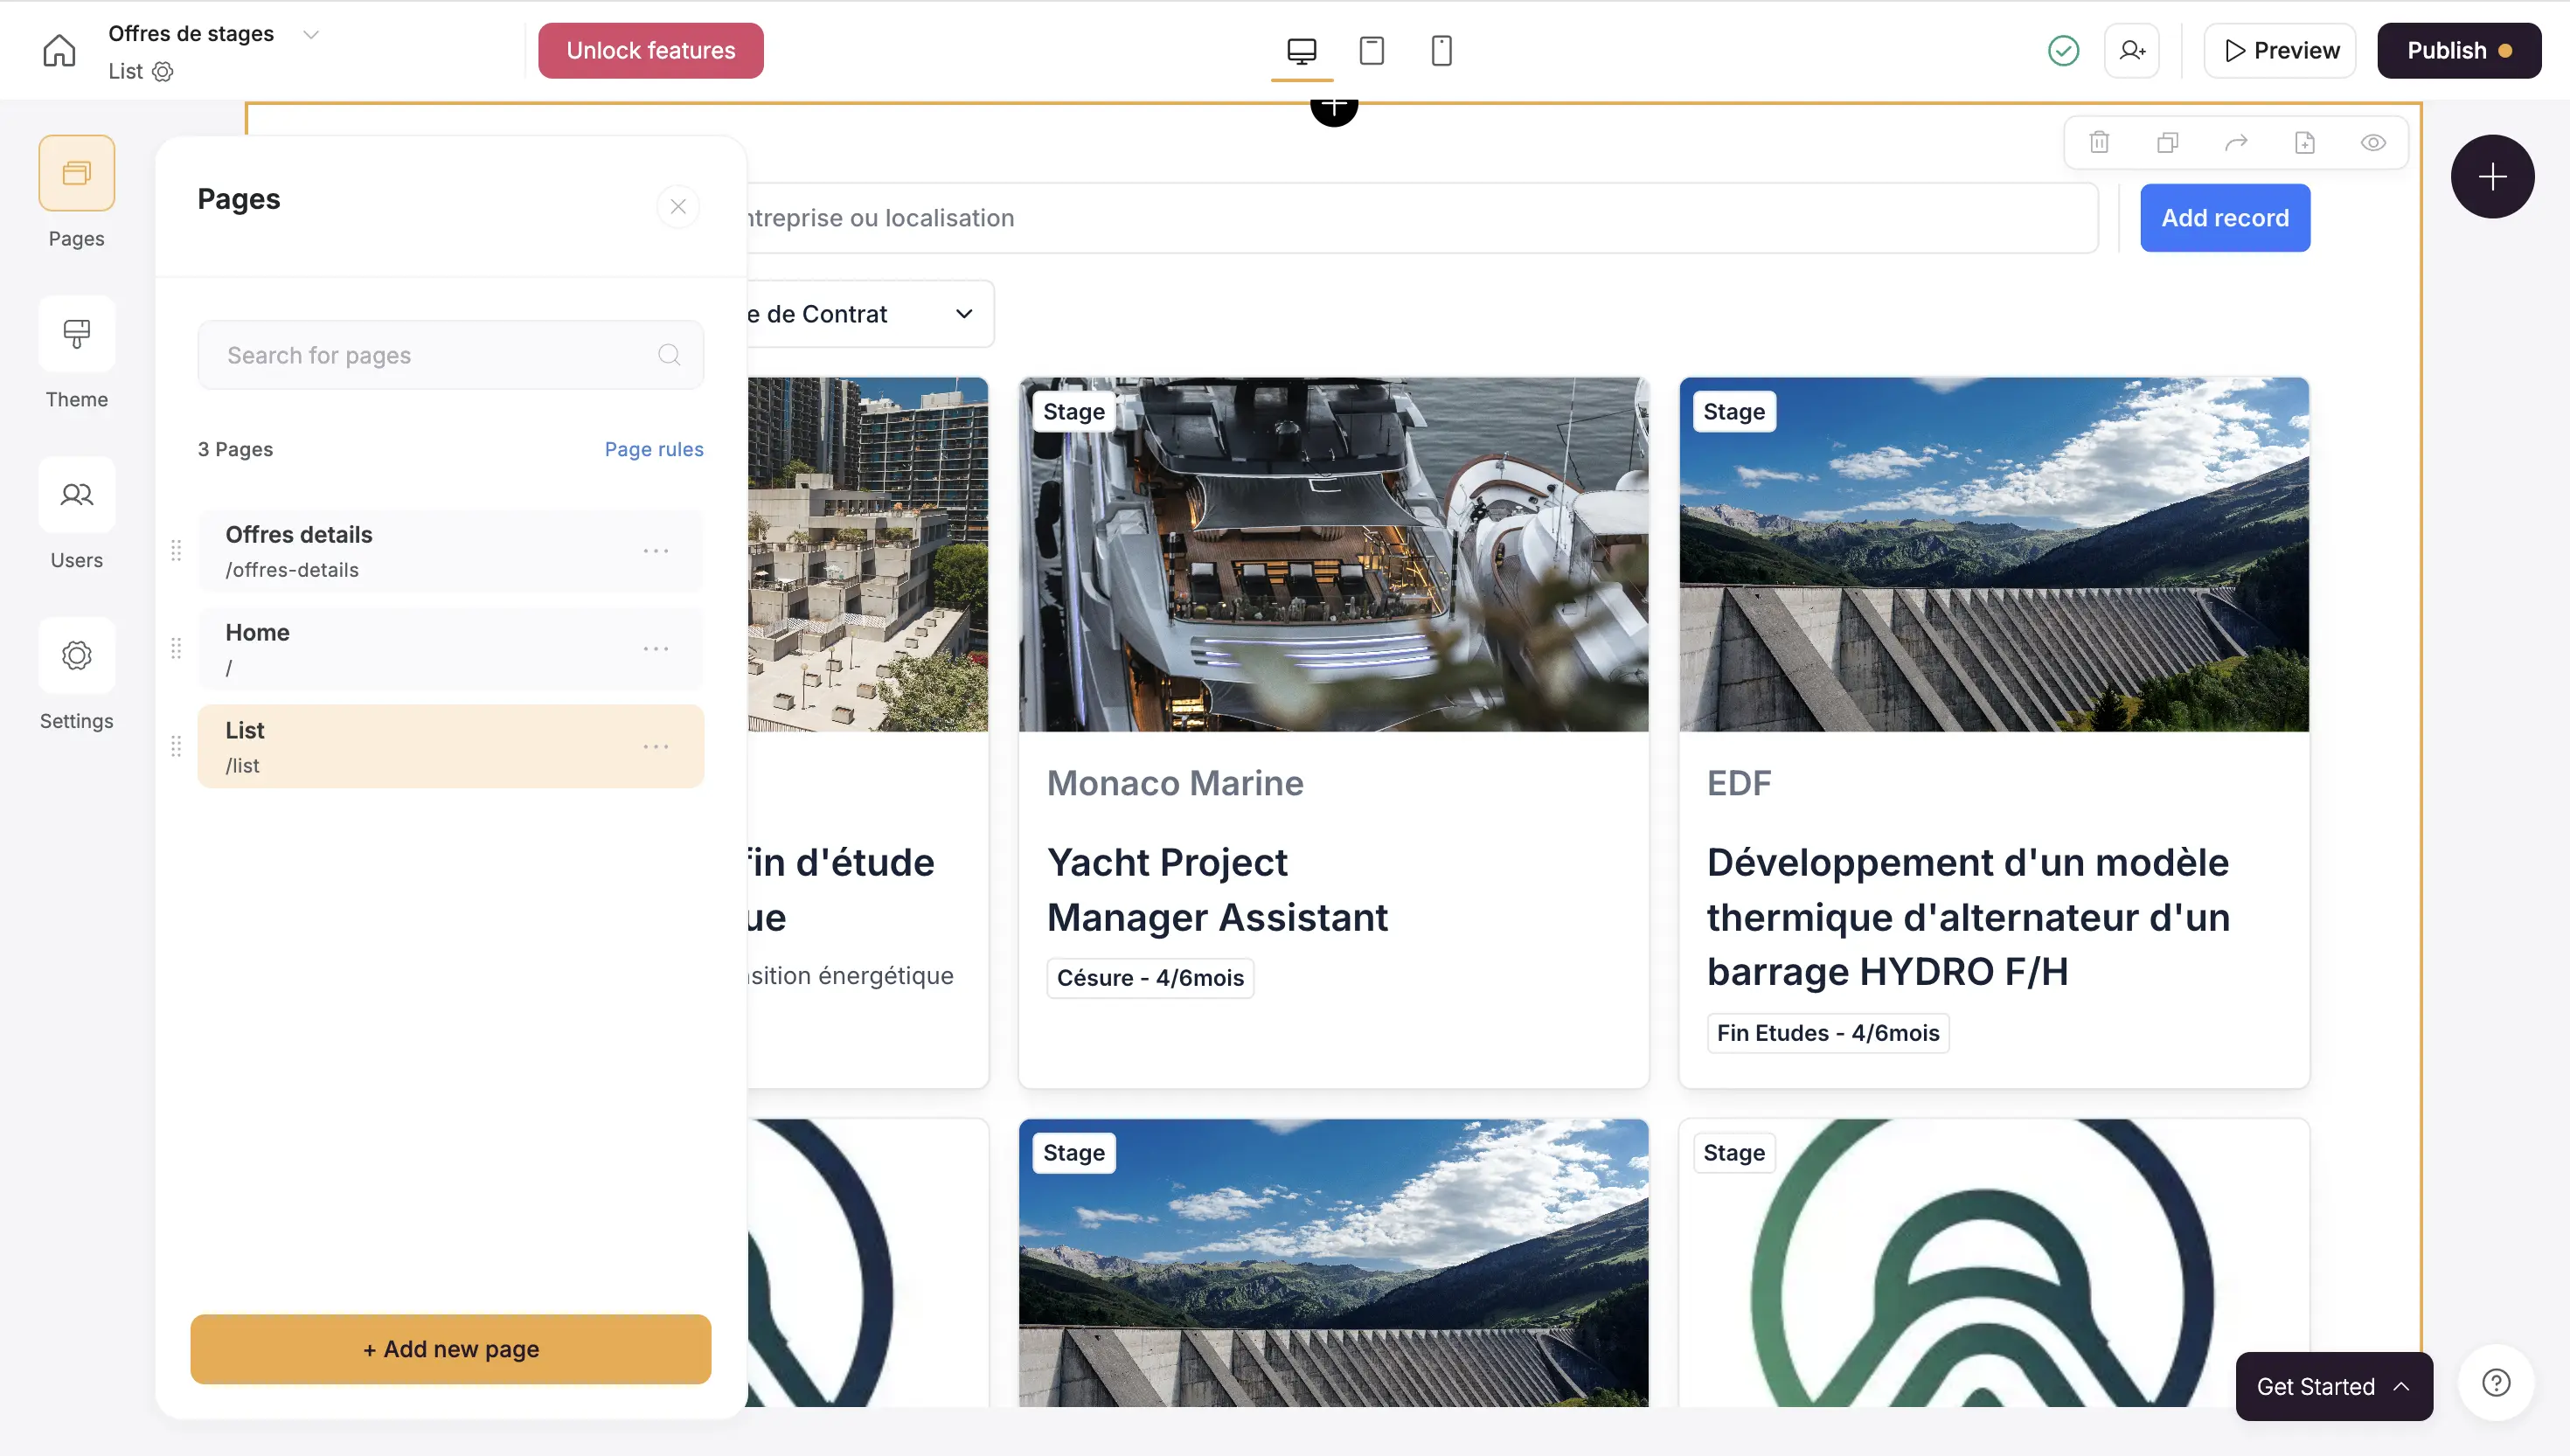 Offres de stages
List
Unlock features
Preview
Publish
Pages
Theme
Users
Settings
Pages
Search for pages
3 Pages
Page rules
Offres details
/offres-details
Home
/
List
/list
+ Add new page
ntreprise ou localisation
Add record
e de Contrat
fin d'étude
ue
sition énergétique
Stage
Monaco Marine
Yacht Project
Manager Assistant
Césure - 4/6mois
Stage
EDF
Développement d'un modèle
thermique d'alternateur d'un
barrage HYDRO F/H
Fin Etudes - 4/6mois
Stage
Stage
Get Started